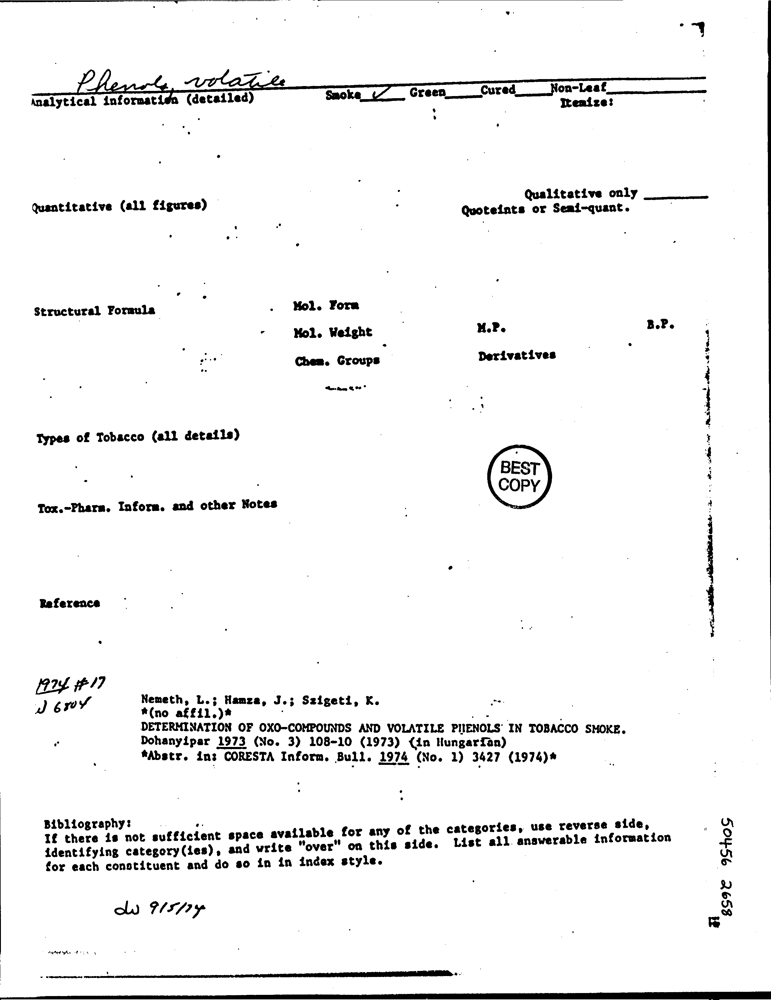 Phenols, volatile
Analytical information (detailed) Smoke ✓ Green Cured Non-Leaf
Itemize:
Qualitative only
Quantitative (all figures) Quoteints or Semi-quant.
Structural Formula Mol. Form
Mol. Weight M.P. B.P.
Chem. Groups Derivatives
Types of Tobacco (all details)
BEST
COPY
Tox.-Pharm. Inform. and other Notes
Reference
1974 #17
Nemeth, L.; Hamza, J.; Szigeti, K.
*(no affil.)*
DETERMINATION OF OXO-COMPOUNDS AND VOLATILE PHENOLS IN TOBACCO SMOKE.
Dohanyipar 1973 (No. 3) 108-10 (1973) (in Hungarian)
*Abstr. in: CORESTA Inform. Bull. 1974 (No. 1) 3427 (1974)*
Bibliography:
If there is not sufficient space available for any of the categories, use reverse side,
identifying category(ies), and write "over" on this side. List all answerable information
for each constituent and do so in in index style.
dw 9/5/74
50456 2658